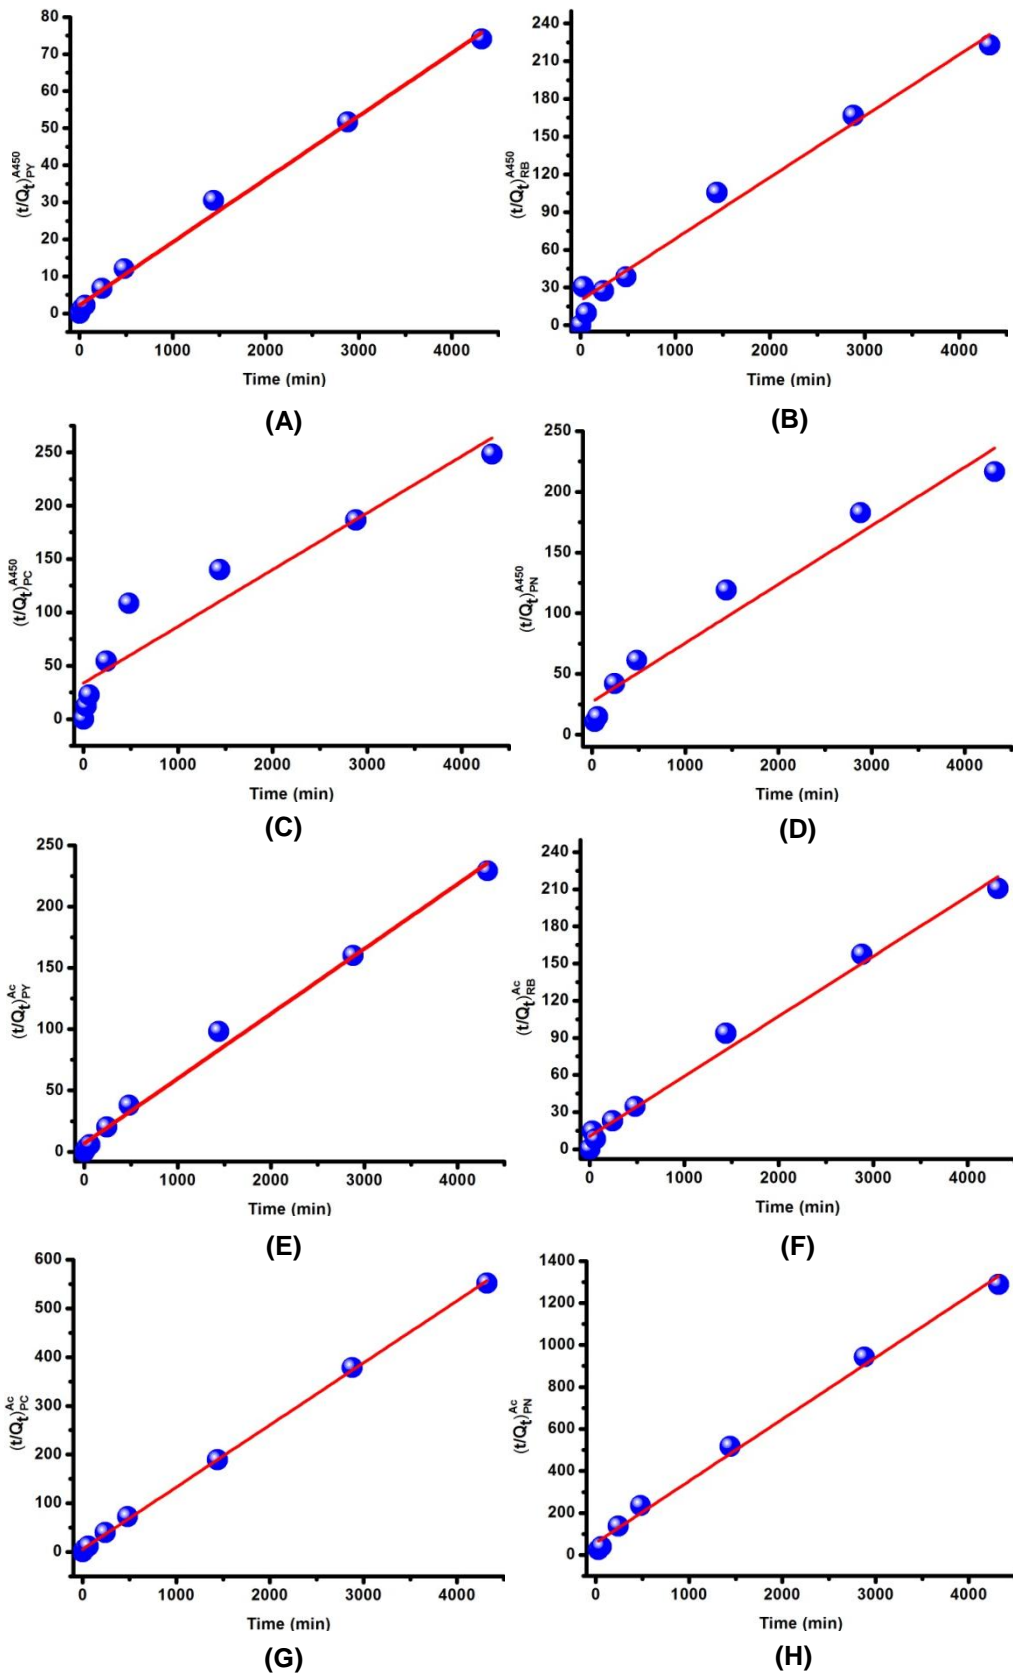 80
70
60
50
40
30
20
10
0
(t/Qt)PY A450
0 1000 2000 3000 4000
Time (min)
(A)
240
210
180
150
120
90
60
30
0
(t/Qt)RB A450
0 1000 2000 3000 4000
Time (min)
(B)
250
200
150
100
50
0
(t/Qt)PC A450
0 1000 2000 3000 4000
Time (min)
(C)
250
200
150
100
50
0
(t/Qt)PN A450
0 1000 2000 3000 4000
Time (min)
(D)
250
200
150
100
50
0
(t/Qt)PY Ac
0 1000 2000 3000 4000
Time (min)
(E)
240
210
180
150
120
90
60
30
0
(t/Qt)RB Ac
0 1000 2000 3000 4000
Time (min)
(F)
600
500
400
300
200
100
0
(t/Qt)PC Ac
0 1000 2000 3000 4000
Time (min)
(G)
1400
1200
1000
800
600
400
200
0
(t/Qt)PN Ac
0 1000 2000 3000 4000
Time (min)
(H)